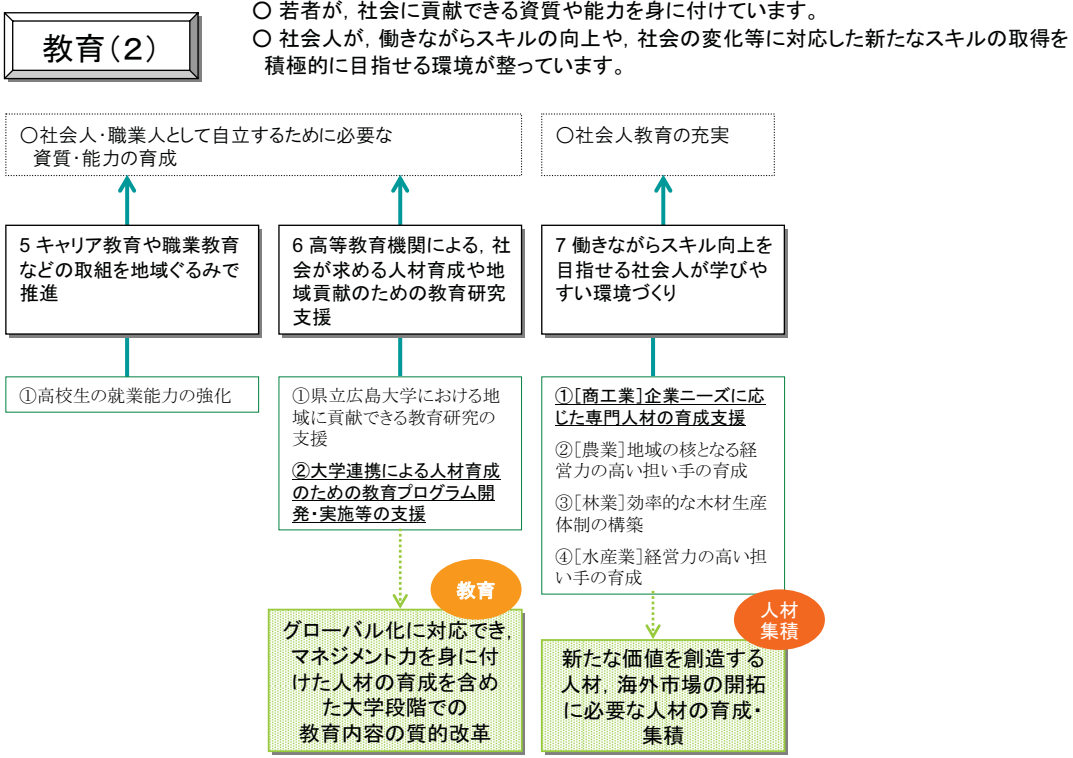 教育(2)
〇 若者が,社会に貢献できる資質や能力を身に付けています。
〇 社会人が,働きながらスキルの向上や,社会の変化等に対応した新たなスキルの取得を
積極的に目指せる環境が整っています。
〇社会人・職業人として自立するために必要な
資質・能力の育成
〇社会人教育の充実
5 キャリア教育や職業教育
などの取組を地域ぐるみで
推進
6 高等教育機関による,社
会が求める人材育成や地
域貢献のための教育研究
支援
7 働きながらスキル向上を
目指せる社会人が学びや
すい環境づくり
①高校生の就業能力の強化
①県立広島大学における地
域に貢献できる教育研究の
支援
②大学連携による人材育成
のための教育プログラム開
発・実施等の支援
①[商工業]企業ニーズに応
じた専門人材の育成支援
②[農業]地域の核となる経
営力の高い担い手の育成
③[林業]効率的な木材生産
体制の構築
④[水産業]経営力の高い担
い手の育成
教育
グローバル化に対応でき,
マネジメント力を身に付
けた人材の育成を含め
た大学段階での
教育内容の質的改革
人材
集積
新たな価値を創造する
人材,海外市場の開拓
に必要な人材の育成・
集積